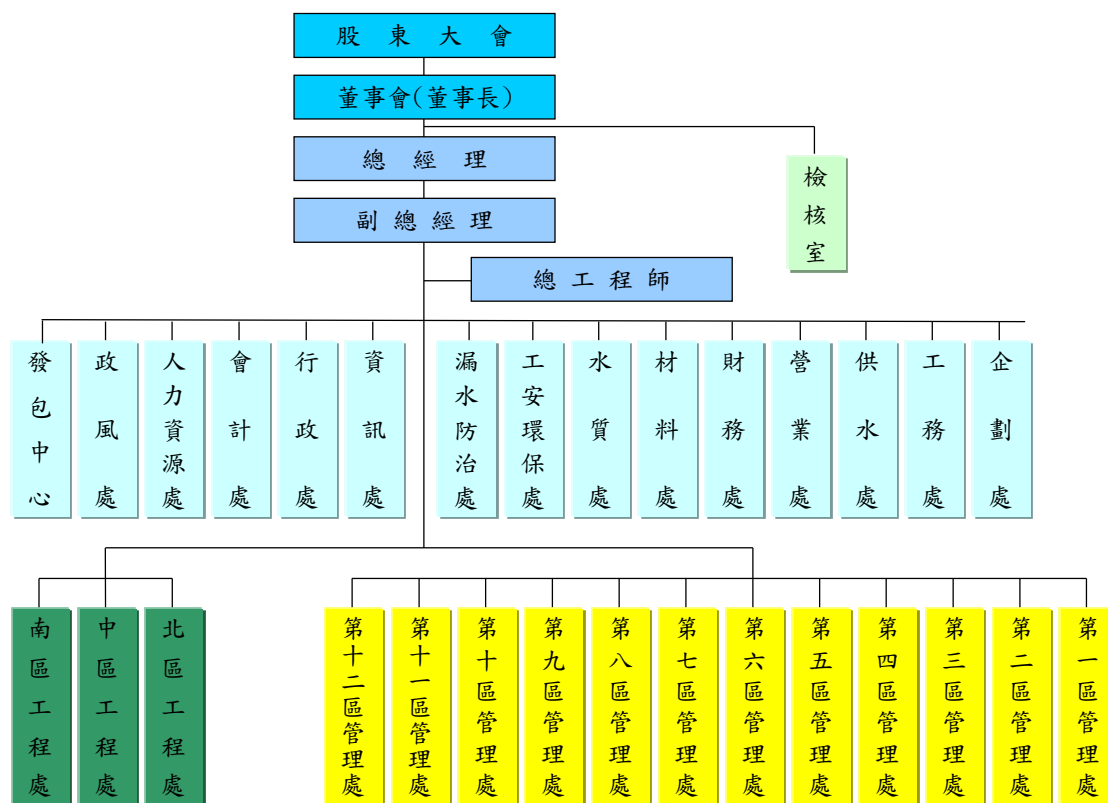 股東大會
董事會(董事長)
總經理
檢核室
副總經理
總工程師
發包中心
政風處
人力資源處
會計處
行政處
資訊處
漏水防治處
工安環保處
水質處
材料處
財務處
營業處
供水處
工務處
企劃處
南區工程處
中區工程處
北區工程處
第十二區管理處
第十一區管理處
第十區管理處
第九區管理處
第八區管理處
第七區管理處
第六區管理處
第五區管理處
第四區管理處
第三區管理處
第二區管理處
第一區管理處